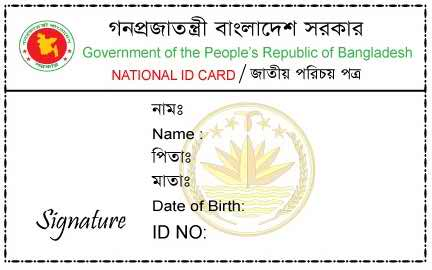 গনপ্রজাতন্ত্রী বাংলাদেশ সরকার
Government of the People's Republic of Bangladesh
NATIONAL ID CARD / জাতীয় পরিচয় পত্র
নামঃ
Name :
পিতাঃ
মাতাঃ
Date of Birth:
ID NO:
Signature